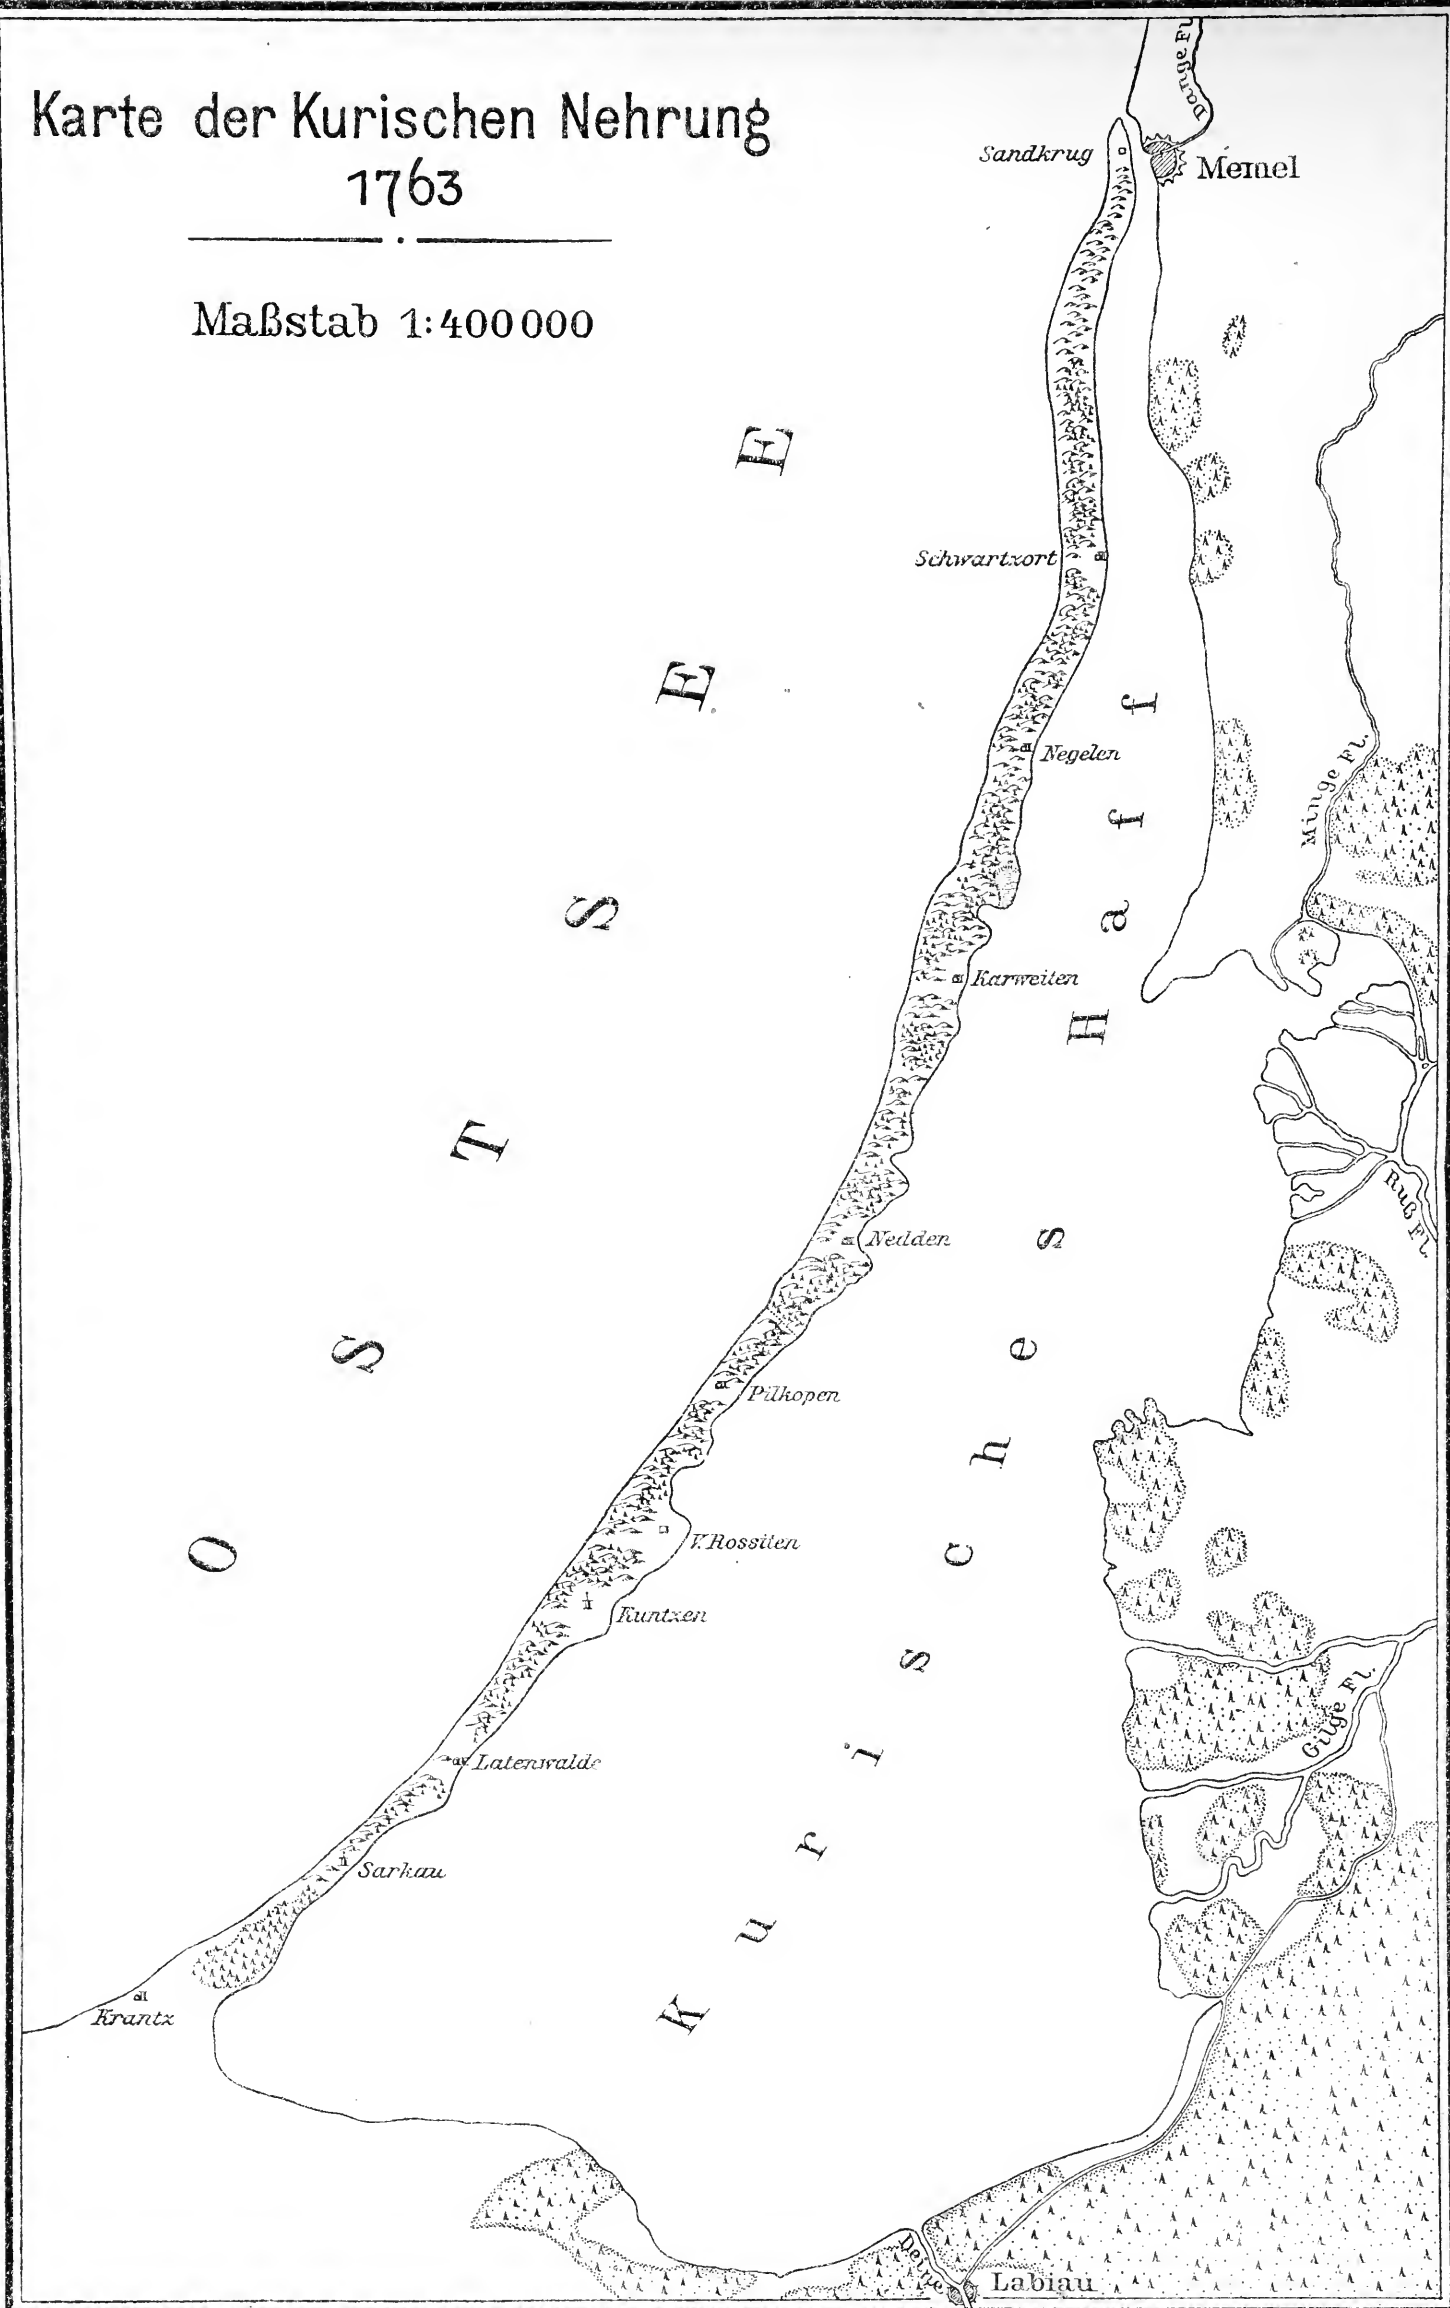 Karte der Kurischen Nehrung
1763
Maßstab 1:400000
Dange Fl.
Sandkrug
Memel
OSTSEE
Schwartzort
Negelen
Minge Fl.
Karweiten
Kurisches Haff
Ruß Fl.
Nedden
Pilkopen
V. Rossiten
Kuntzen
Gilge Fl.
Latenwalde
Sarkau
Krantz
Deine
Labiau